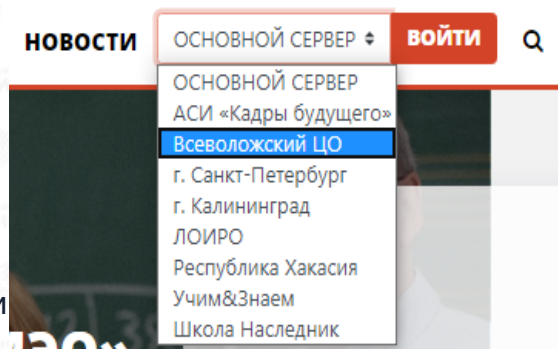 НОВОСТИ ОСНОВНОЙ СЕРВЕР ВОЙТИ
ОСНОВНОЙ СЕРВЕР
АСИ «Кадры будущего»
Всеволожский ЦО
г. Санкт-Петербург
г. Калининград
ЛОИРО
Республика Хакасия
Учим&Знаем
Школа Наследник